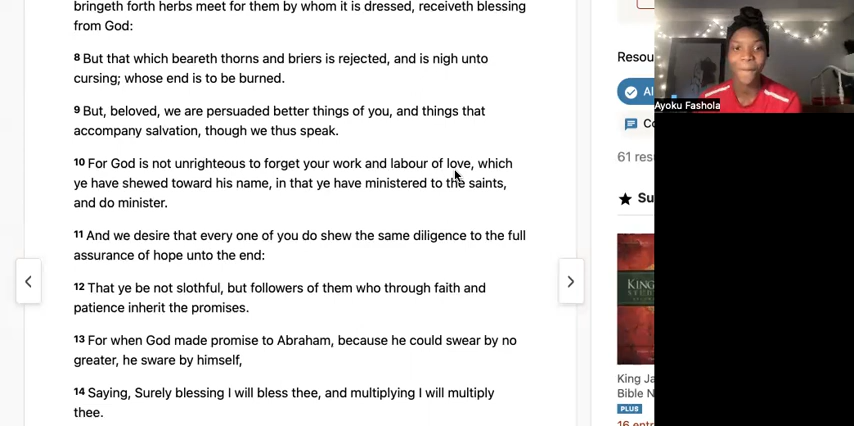 bringeth forth herbs meet for them by whom it is dressed, receiveth blessing
from God:
8 But that which beareth thorns and briers is rejected, and is nigh unto
cursing; whose end is to be burned.
9 But, beloved, we are persuaded better things of you, and things that
accompany salvation, though we thus speak.
10 For God is not unrighteous to forget your work and labour of love, which
ye have shewed toward his name, in that ye have ministered to the saints,
and do minister.
11 And we desire that every one of you do shew the same diligence to the full
assurance of hope unto the end:
12 That ye be not slothful, but followers of them who through faith and
patience inherit the promises.
13 For when God made promise to Abraham, because he could swear by no
greater, he sware by himself,
14 Saying, Surely blessing I will bless thee, and multiplying I will multiply
thee.
Resou
Al
Co
61 res
Su
KING
King Ja
Bible N
PLUS
16 entr
Ayoku Fashola